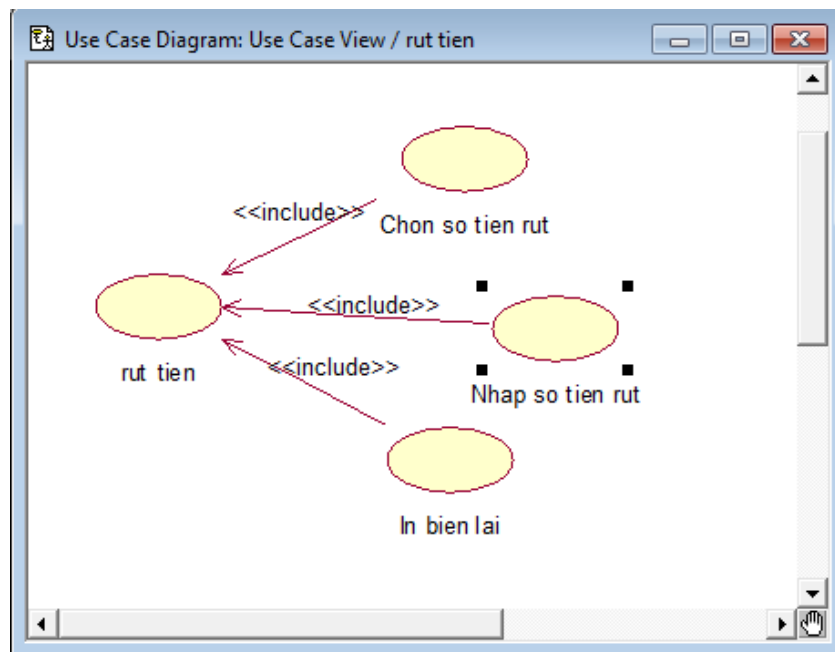 Use Case Diagram: Use Case View / rut tien
<<include>>
Chon so tien rut
<<include>>
rut tien
<<include>>
Nhap so tien rut
In bien lai